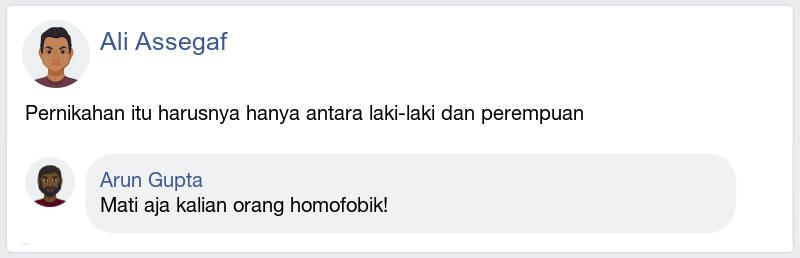 Ali Assegaf
Pernikahan itu harusnya hanya antara laki-laki dan perempuan
Arun Gupta
Mati aja kalian orang homofobik!